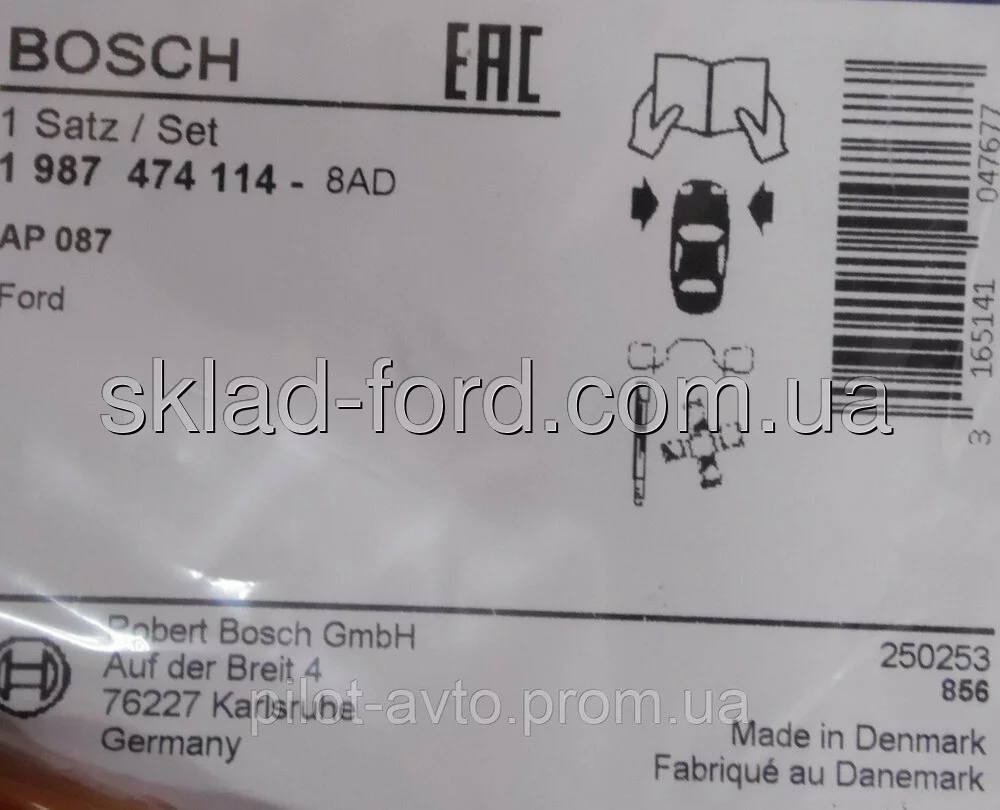 BOSCH
EAC
1 Satz / Set
1 987 474 114 - 8AD
AP 087
Ford
3 165141 047677
sklad-ford.com.ua
Robert Bosch GmbH
Auf der Breit 4
76227 Karlsruhe
Germany
pilot-avto.prom.ua
250253
856
Made in Denmark
Fabriqué au Danemark